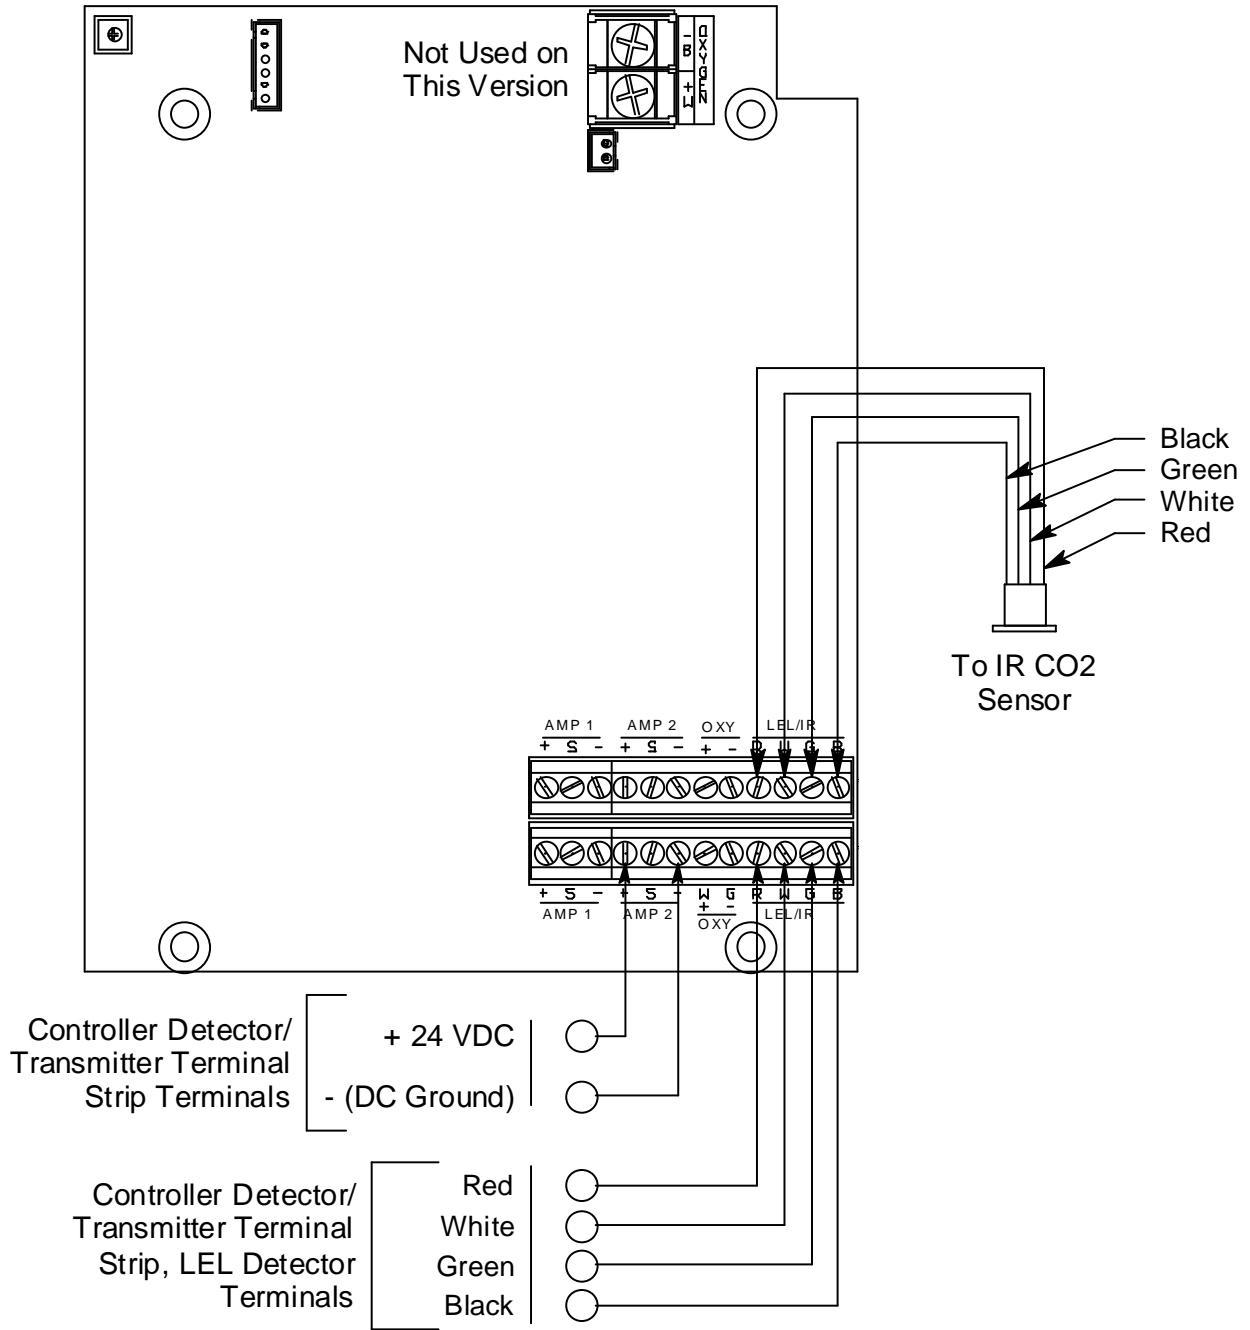 Not Used on
This Version
- B
+ W
OXYGEN
Black
Green
White
Red
To IR CO2
Sensor
AMP 1 AMP 2 OXY LEL/IR
+ S - + S - + - R W G B
+ S - + S - W G R W G B
+ -
AMP 1 AMP 2 OXY LEL/IR
Controller Detector/
Transmitter Terminal
Strip Terminals
+ 24 VDC
- (DC Ground)
Controller Detector/
Transmitter Terminal
Strip, LEL Detector
Terminals
Red
White
Green
Black